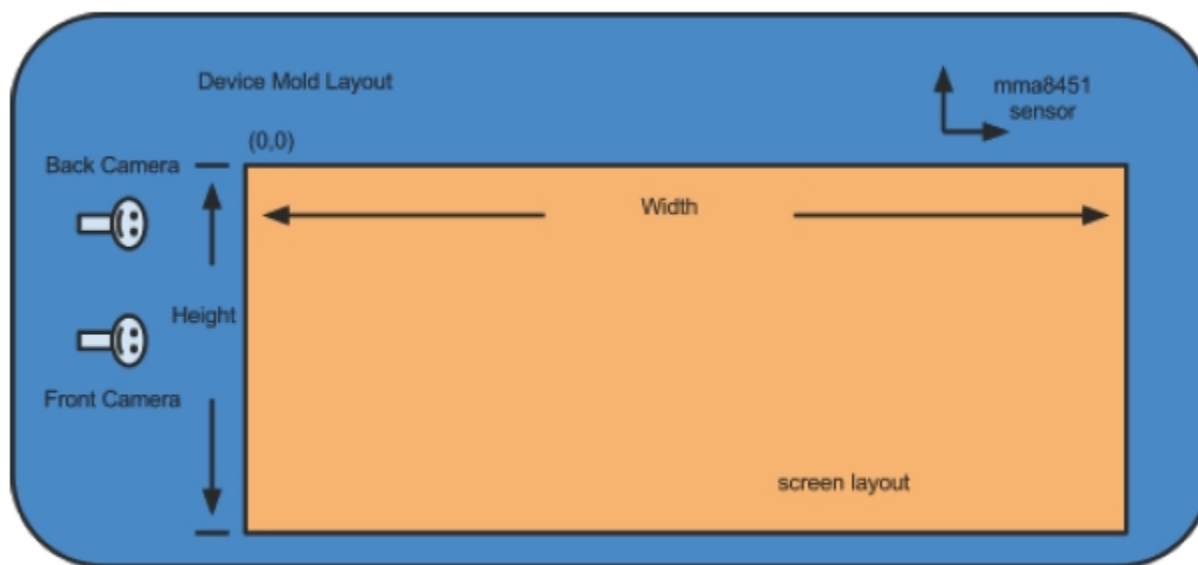 Device Mold Layout
mma8451
sensor
(0,0)
Back Camera
Width
Height
Front Camera
screen layout